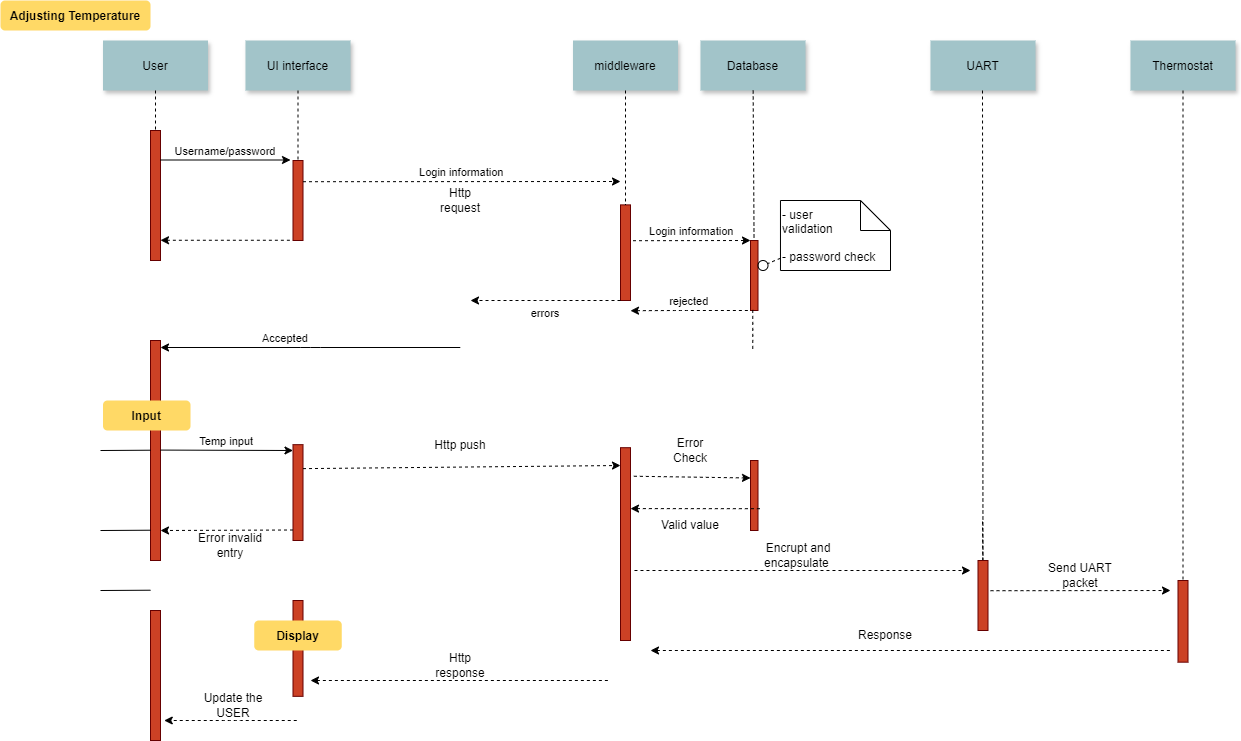 Adjusting Temperature
User
UI interface
middleware
Database
UART
Thermostat
Username/password
Login information
Http
request
Login information
- user
validation
- password check
rejected
errors
Accepted
Input
Temp input
Http push
Error
Check
Valid value
Error invalid
entry
Encrypt and
encapsulate
Send UART
packet
Display
Response
Http
response
Update the
USER